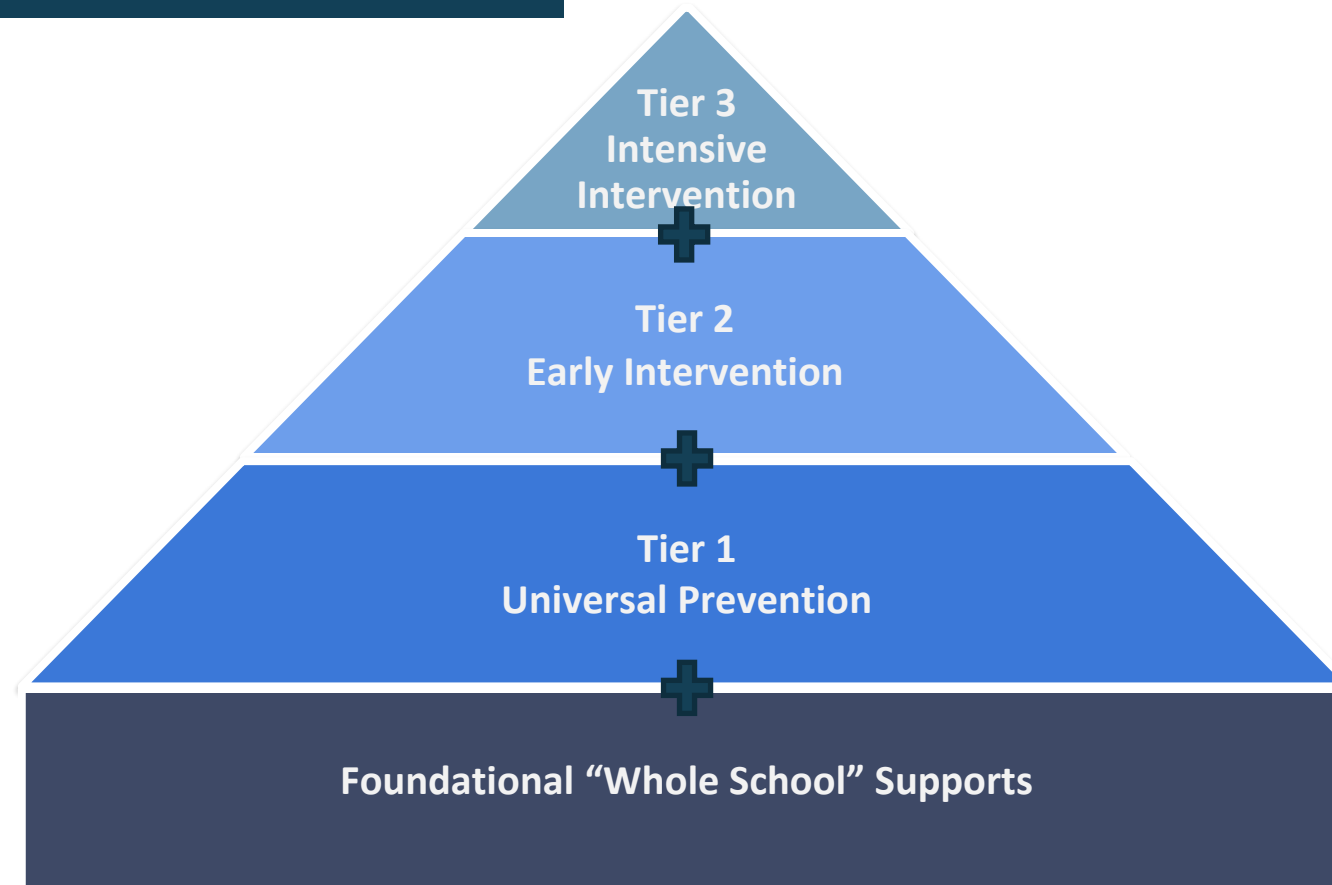 Tier 3
Intensive
Intervention
Tier 2
Early Intervention
Tier 1
Universal Prevention
Foundational “Whole School” Supports